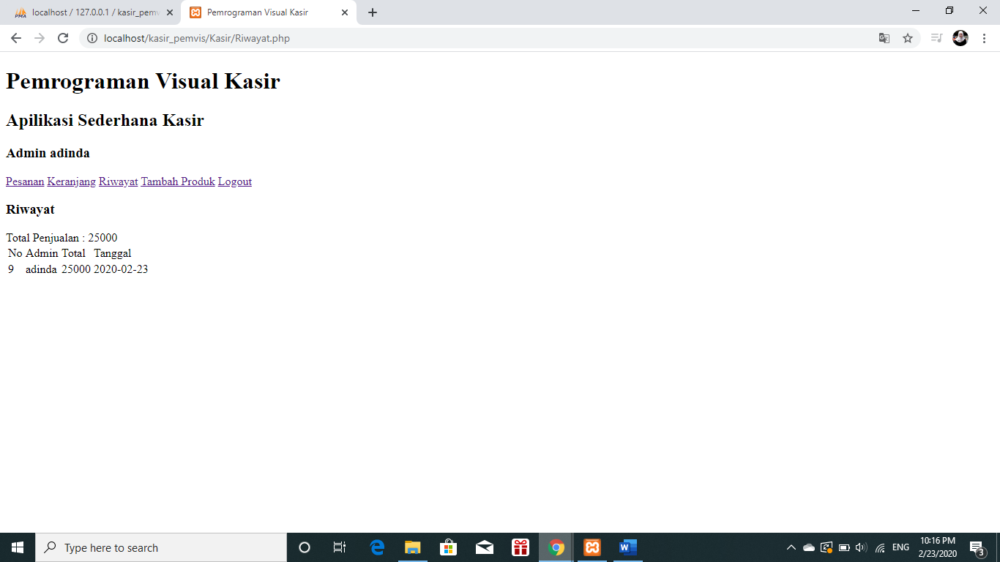 localhost / 127.0.0.1 / kasir_pemv
Pemrograman Visual Kasir
localhost/kasir_pemvis/Kasir/Riwayat.php
Pemrograman Visual Kasir
Apilikasi Sederhana Kasir
Admin adinda
Pesanan Keranjang Riwayat Tambah Produk Logout
Riwayat
Total Penjualan : 25000
No Admin Total Tanggal
9 adinda 25000 2020-02-23
Type here to search
ENG
10:16 PM
2/23/2020
3